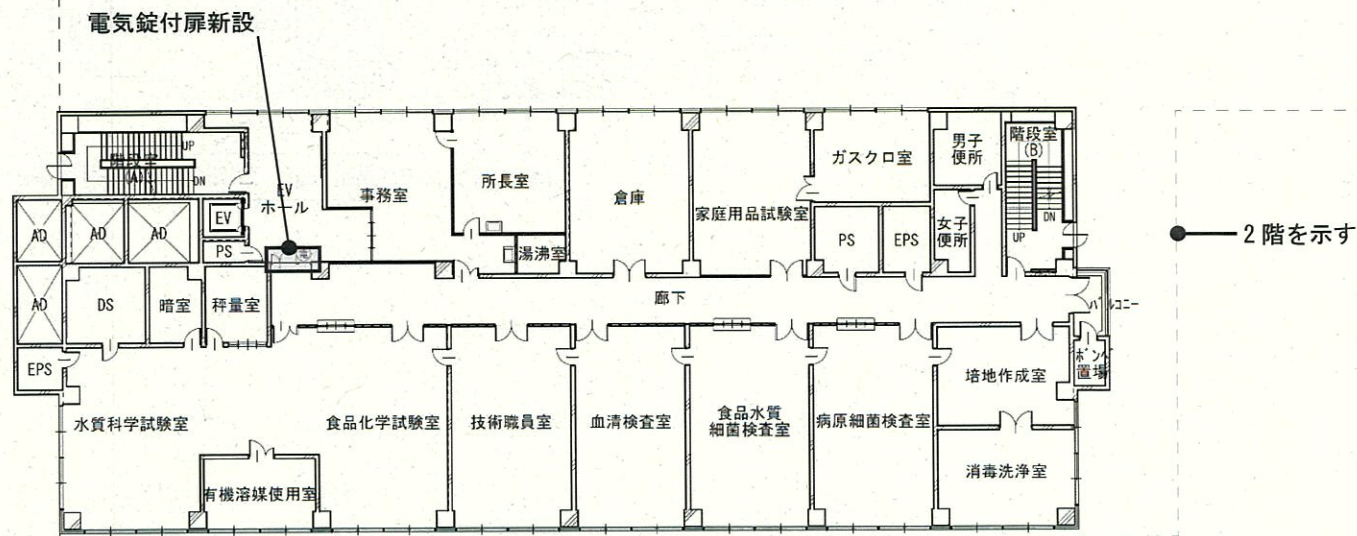 電気錠付扉新設
階段室
(A)
UP
DN
EV
ホール
事務室
所長室
湯沸室
倉庫
家庭用品試験室
ガスクロ室
PS
EPS
男子
便所
女子
便所
階段室
(B)
DN
UP
2階を示す
AD
AD
AD
EV
PS
AD
DS
暗室
秤量室
廊下
バルコニー
ボンベ
置場
EPS
水質科学試験室
食品化学試験室
有機溶媒使用室
技術職員室
血清検査室
食品水質
細菌検査室
病原細菌検査室
培地作成室
消毒洗浄室